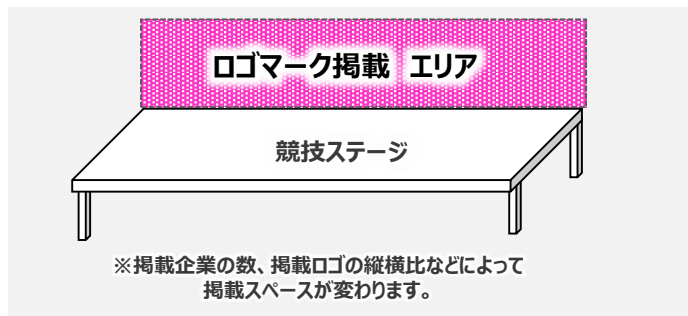 ロゴマーク掲載　エリア
競技ステージ
※掲載企業の数、掲載ロゴの縦横比などによって
掲載スペースが変わります。